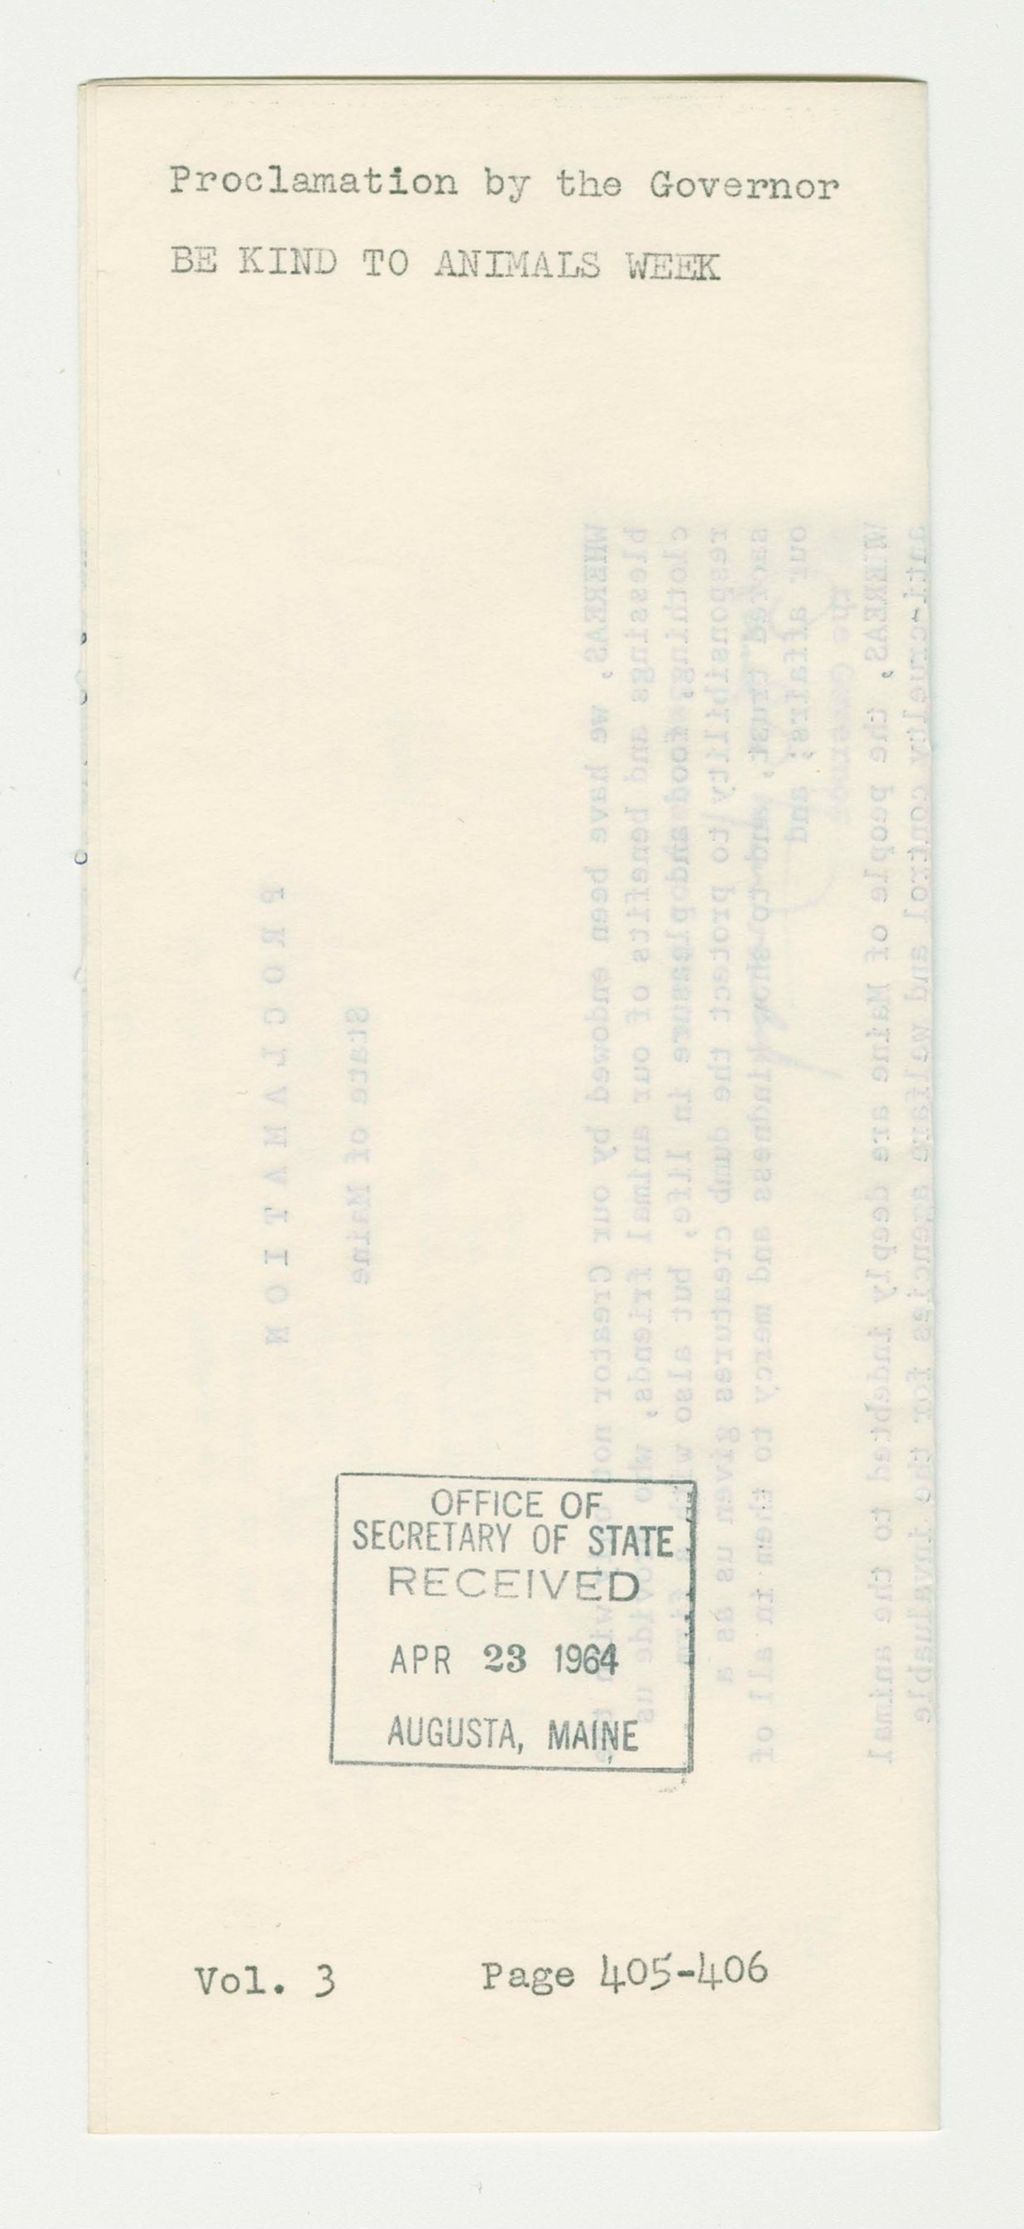 Proclamation by the Governor
BE KIND TO ANIMALS WEEK
OFFICE OF
SECRETARY OF STATE
RECEIVED
APR 23 1964
AUGUSTA, MAINE
Vol. 3 Page 405-406